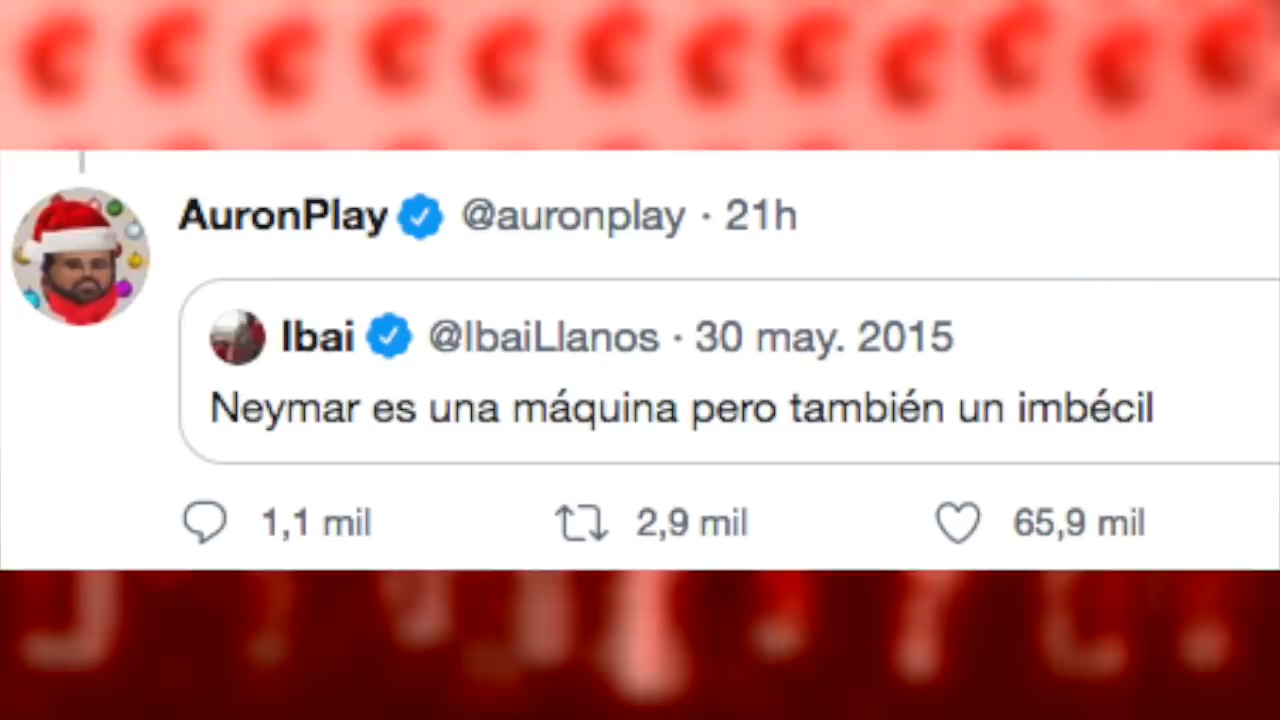 AuronPlay @auronplay · 21h
Ibai @IbaiLlanos · 30 may. 2015
Neymar es una máquina pero también un imbécil
1,1 mil 2,9 mil 65,9 mil